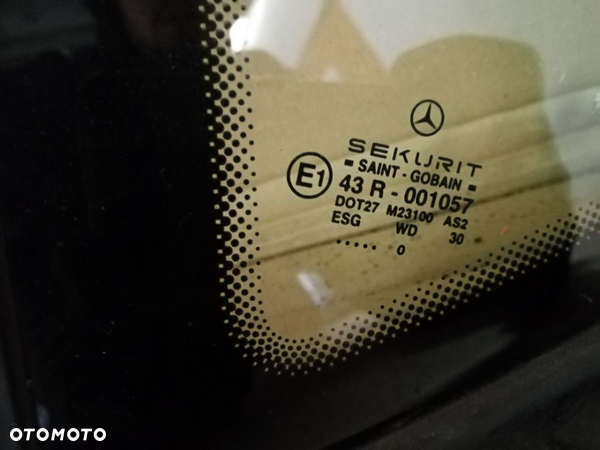 SEKURIT
= SAINT - GOBAIN =
E1 43 R - 001057
DOT27 M23100 AS2
ESG WD 30
..... 0
OTOMOTO